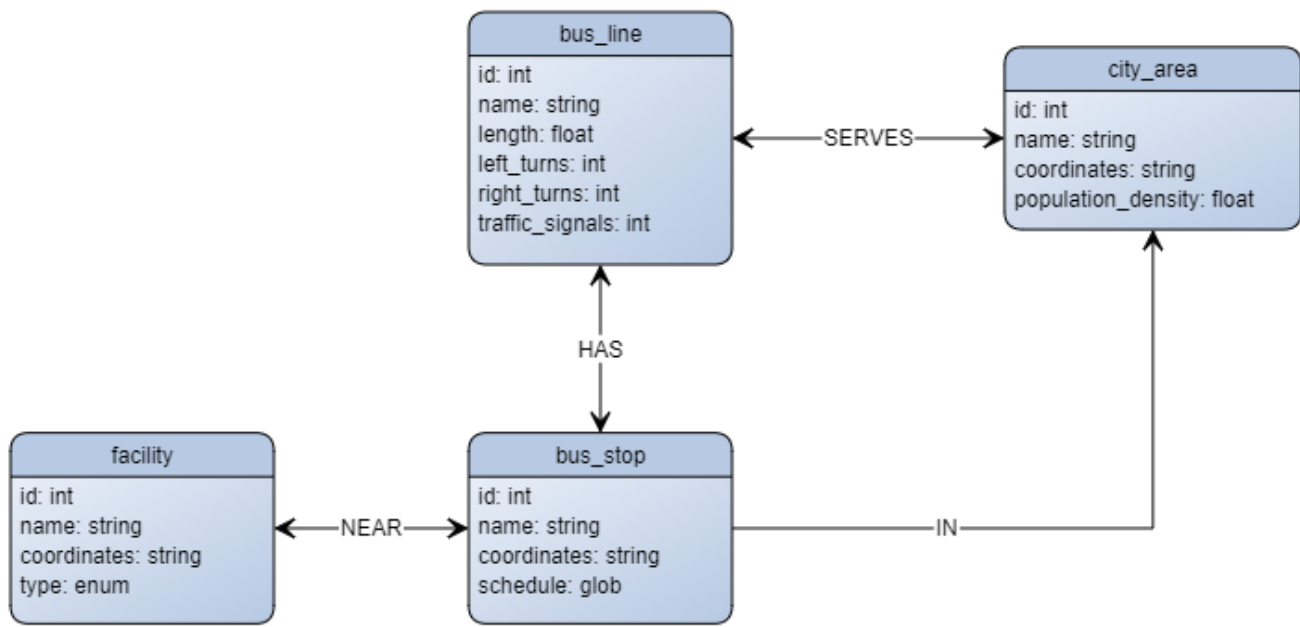 bus_line
id: int
name: string
length: float
left_turns: int
right_turns: int
traffic_signals: int
city_area
id: int
name: string
coordinates: string
population_density: float
SERVES
HAS
facility
id: int
name: string
coordinates: string
type: enum
NEAR
bus_stop
id: int
name: string
coordinates: string
schedule: glob
IN